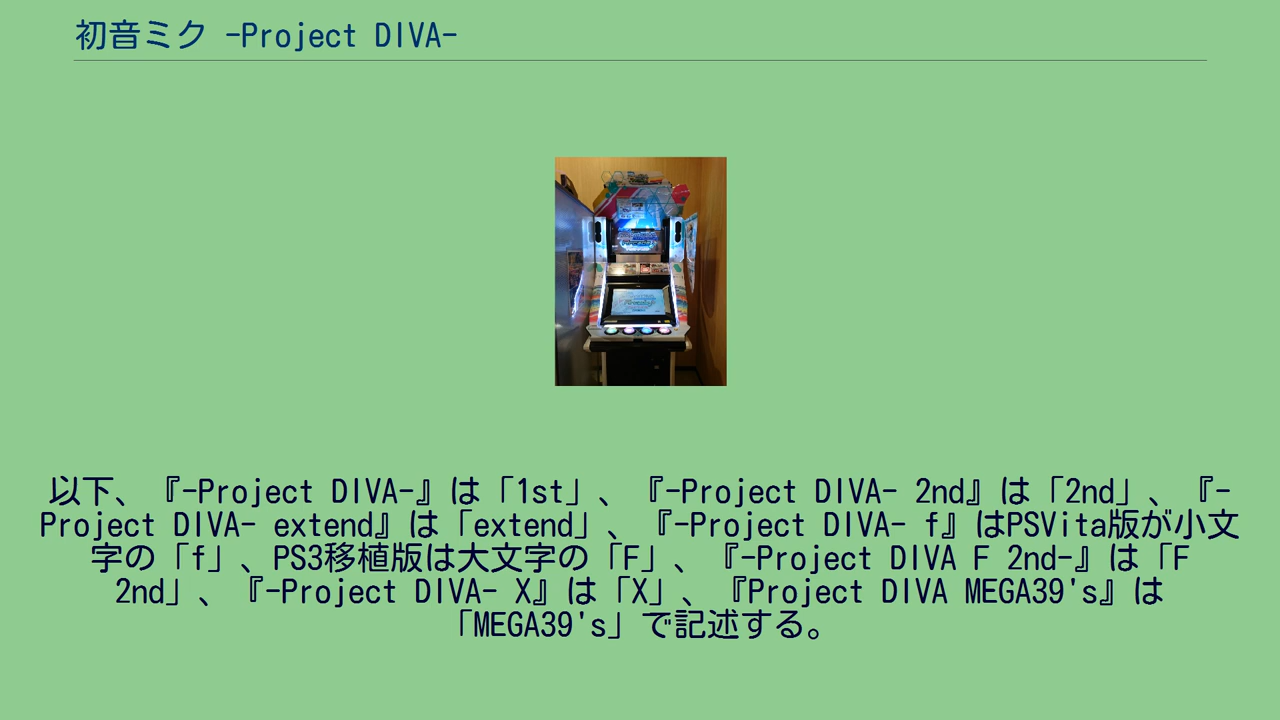 初音ミク -Project DIVA-
以下、『-Project DIVA-』は「1st」、『-Project DIVA- 2nd』は「2nd」、『-
Project DIVA- extend』は「extend」、『-Project DIVA- f』はPSVita版が小文
字の「f」、PS3移植版は大文字の「F」、『-Project DIVA F 2nd-』は「F
2nd」、『-Project DIVA- X』は「X」、『Project DIVA MEGA39's』は
「MEGA39's」で記述する。